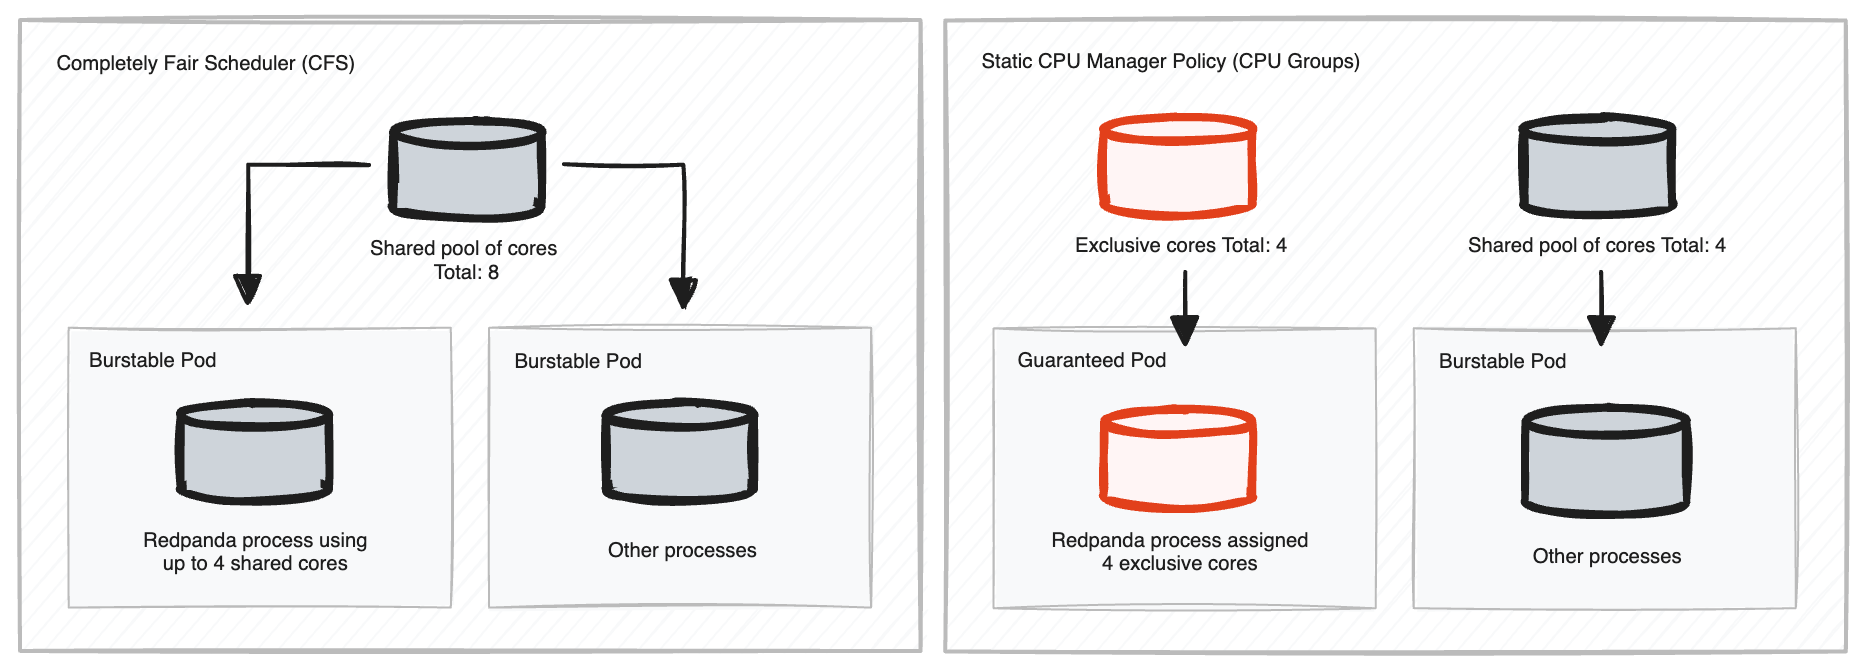 Completely Fair Scheduler (CFS)
Shared pool of cores
Total: 8
Burstable Pod
Redpanda process using
up to 4 shared cores
Burstable Pod
Other processes
Static CPU Manager Policy (CPU Groups)
Exclusive cores Total: 4
Shared pool of cores Total: 4
Guaranteed Pod
Redpanda process assigned
4 exclusive cores
Burstable Pod
Other processes